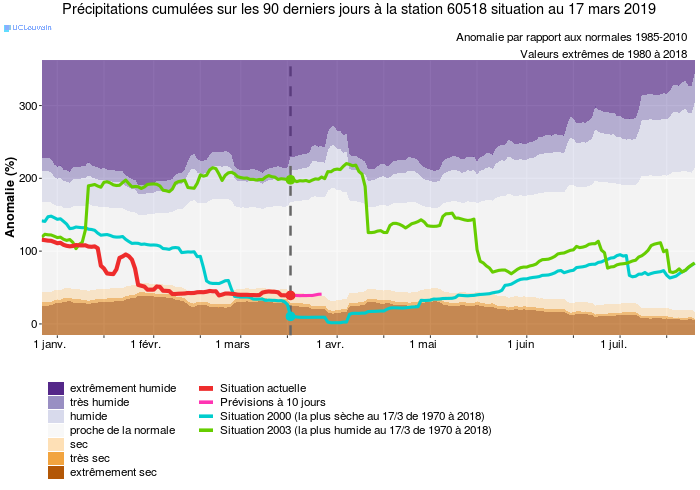 Précipitations cumulées sur les 90 derniers jours à la station 60518 situation au 17 mars 2019
UCLouvain
Anomalie par rapport aux normales 1985-2010
Valeurs extrêmes de 1980 à 2018
Anomalie (%)
300
200
100
0
1 janv. 1 févr. 1 mars 1 avr. 1 mai 1 juin 1 juil.
extrêmement humide
très humide
humide
proche de la normale
sec
très sec
extrêmement sec
Situation actuelle
Prévisions à 10 jours
Situation 2000 (la plus sèche au 17/3 de 1970 à 2018)
Situation 2003 (la plus humide au 17/3 de 1970 à 2018)